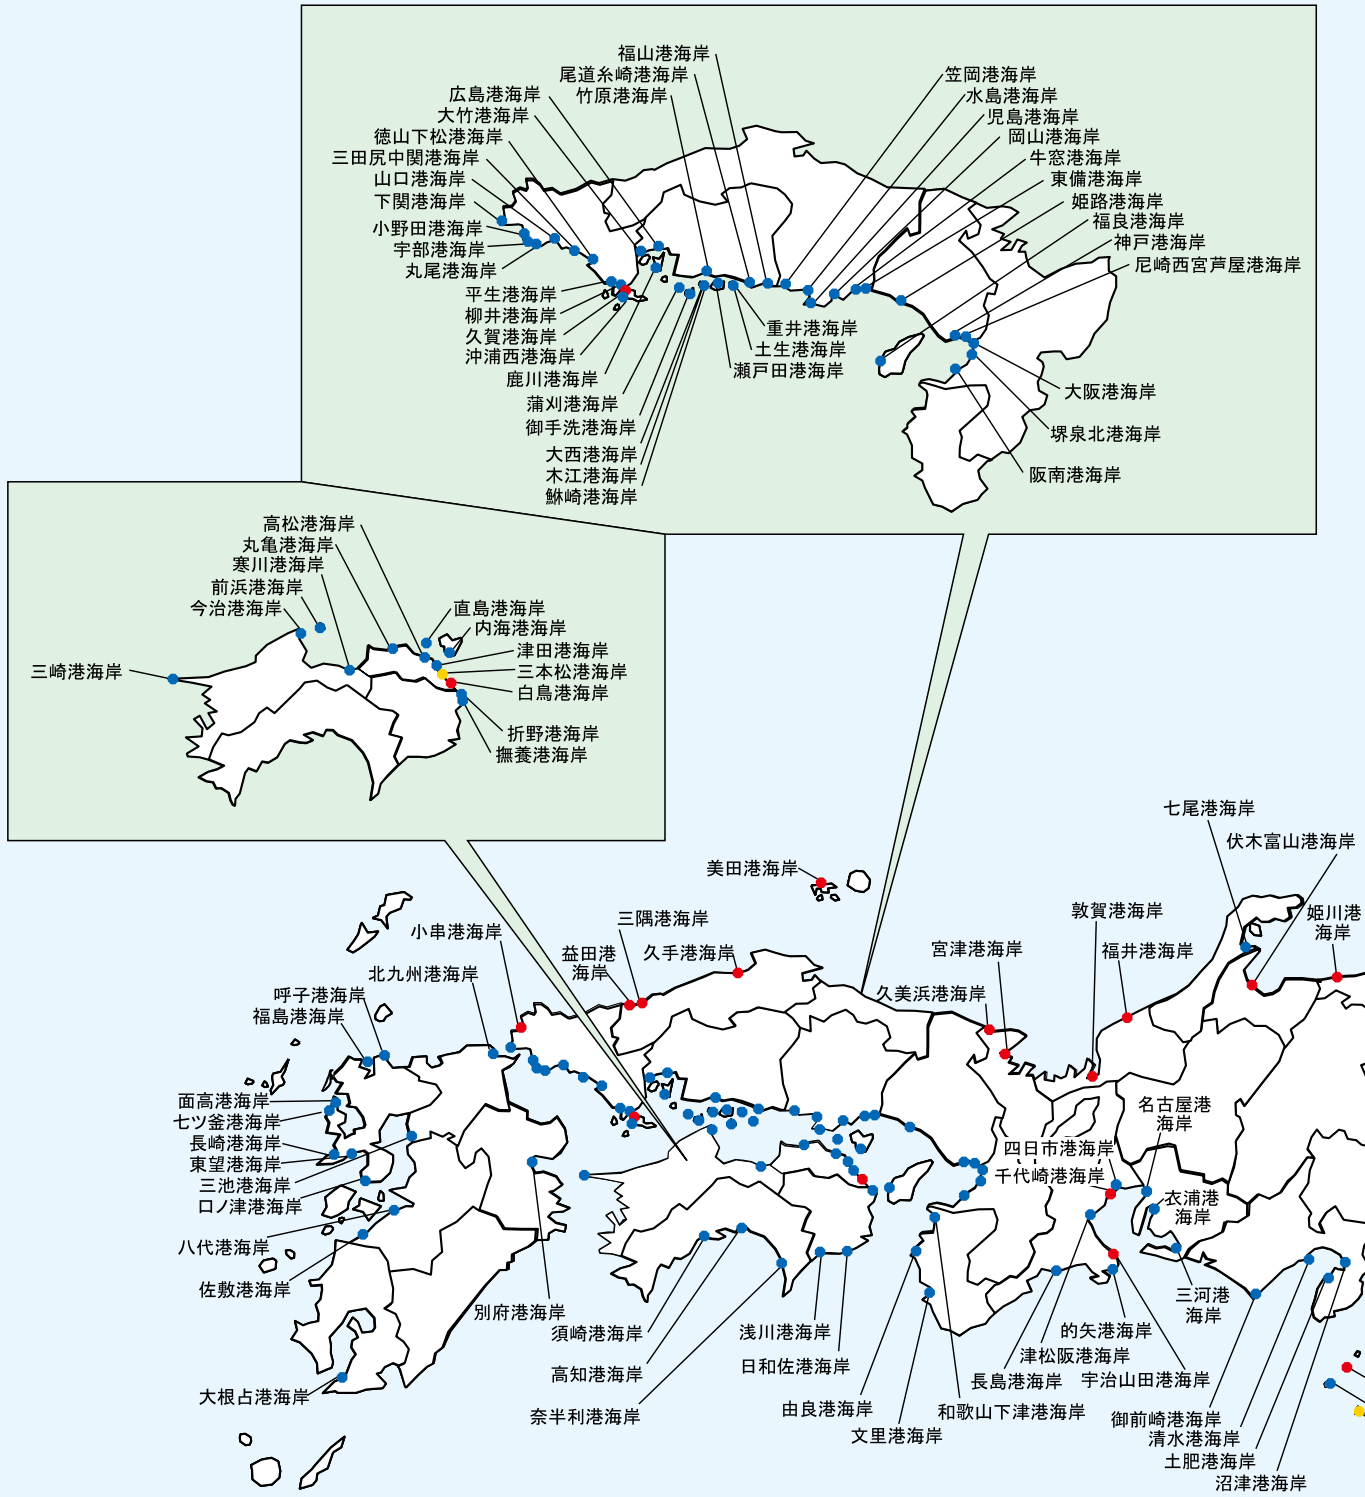 福山港海岸
尾道糸崎港海岸
竹原港海岸
広島港海岸
大竹港海岸
徳山下松港海岸
三田尻中関港海岸
山口港海岸
下関港海岸
小野田港海岸
宇部港海岸
丸尾港海岸
平生港海岸
柳井港海岸
久賀港海岸
沖浦西港海岸
鹿川港海岸
蒲刈港海岸
御手洗港海岸
大西港海岸
木江港海岸
鮴崎港海岸
笠岡港海岸
水島港海岸
児島港海岸
岡山港海岸
牛窓港海岸
東備港海岸
姫路港海岸
福良港海岸
神戸港海岸
尼崎西宮芦屋港海岸
重井港海岸
土生港海岸
瀬戸田港海岸
大阪港海岸
堺泉北港海岸
阪南港海岸
高松港海岸
丸亀港海岸
寒川港海岸
前浜港海岸
今治港海岸
三崎港海岸
直島港海岸
内海港海岸
津田港海岸
三本松港海岸
白鳥港海岸
折野港海岸
撫養港海岸
七尾港海岸
伏木富山港海岸
姫川港
海岸
美田港海岸
敦賀港海岸
福井港海岸
宮津港海岸
久美浜港海岸
三隅港海岸
益田港
海岸
久手港海岸
小串港海岸
北九州港海岸
呼子港海岸
福島港海岸
面高港海岸
七ツ釜港海岸
長崎港海岸
東望港海岸
三池港海岸
口ノ津港海岸
八代港海岸
佐敷港海岸
大根占港海岸
別府港海岸
須崎港海岸
高知港海岸
奈半利港海岸
浅川港海岸
日和佐港海岸
由良港海岸
文里港海岸
和歌山下津港海岸
長島港海岸
津松阪港海岸
的矢港海岸
宇治山田港海岸
名古屋港
海岸
四日市港海岸
千代崎港海岸
衣浦港
海岸
三河港
海岸
御前崎港海岸
清水港海岸
土肥港海岸
沼津港海岸